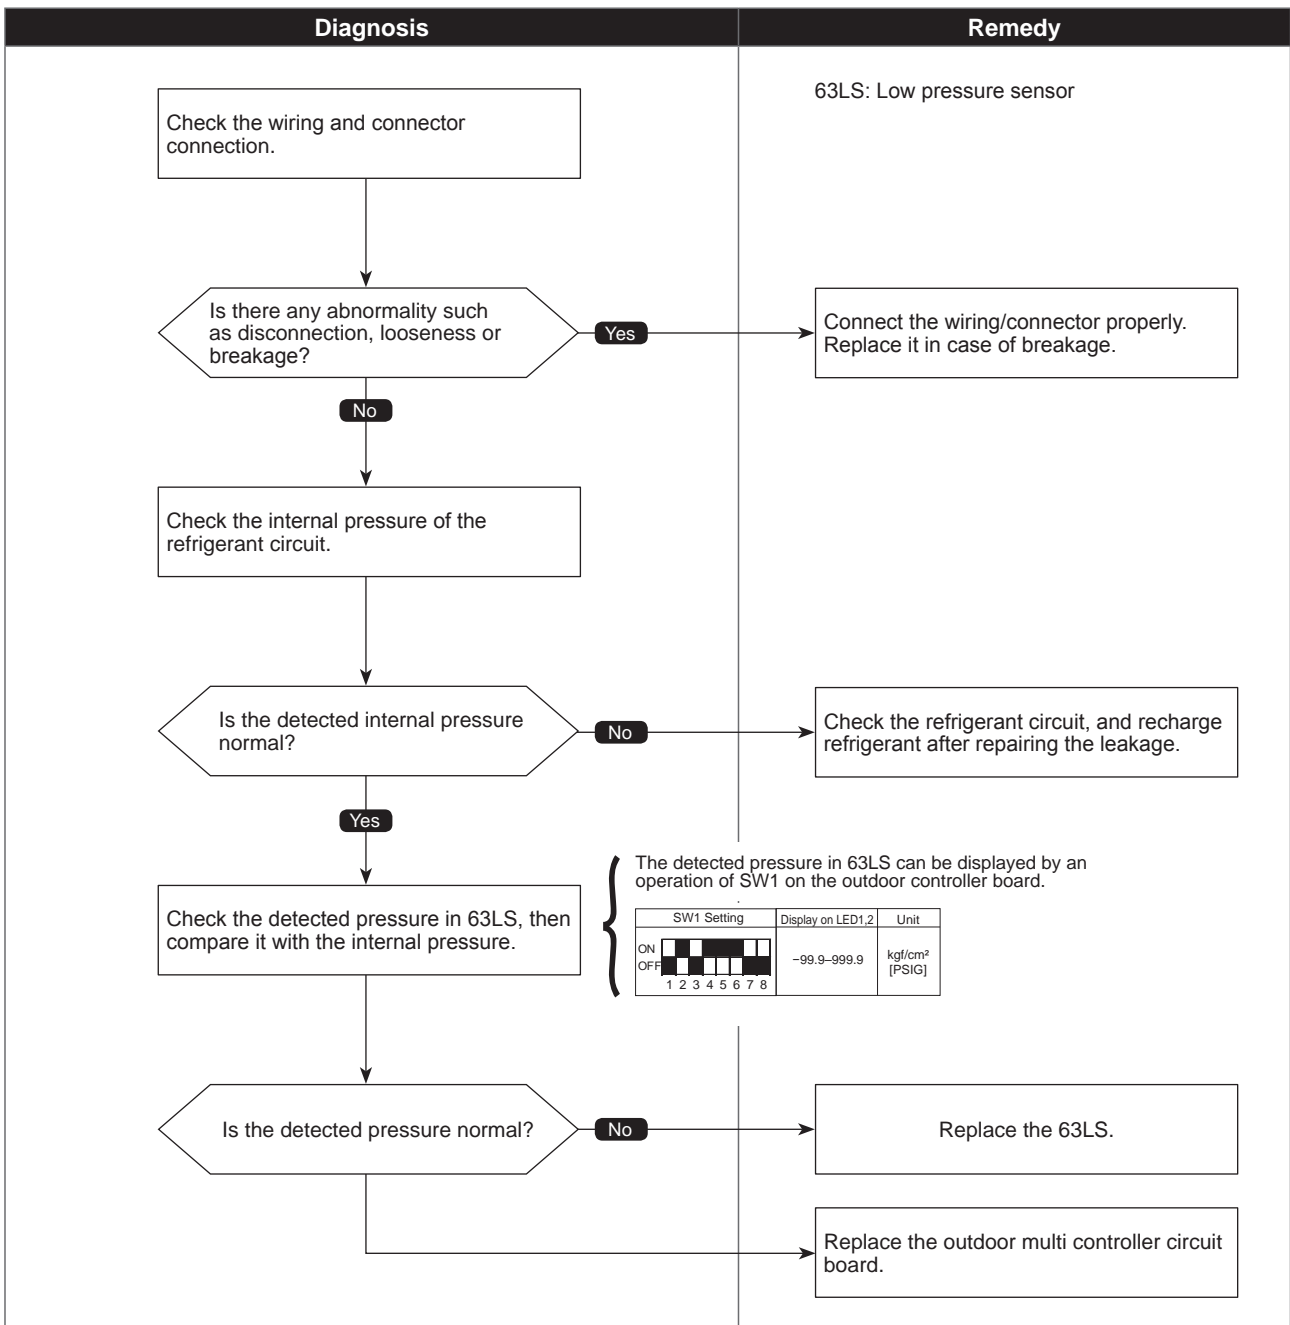 Diagnosis
Remedy
63LS: Low pressure sensor
Check the wiring and connector
connection.
Is there any abnormality such
as disconnection, looseness or
breakage?
Yes
Connect the wiring/connector properly.
Replace it in case of breakage.
No
Check the internal pressure of the
refrigerant circuit.
Is the detected internal pressure
normal?
No
Check the refrigerant circuit, and recharge
refrigerant after repairing the leakage.
Yes
The detected pressure in 63LS can be displayed by an
operation of SW1 on the outdoor controller board.
Check the detected pressure in 63LS, then
compare it with the internal pressure.
SW1 Setting
Display on LED1,2
Unit
ON
OFF
1 2 3 4 5 6 7 8
−99.9–999.9
kgf/cm²
[PSIG]
Is the detected pressure normal?
No
Replace the 63LS.
Replace the outdoor multi controller circuit
board.